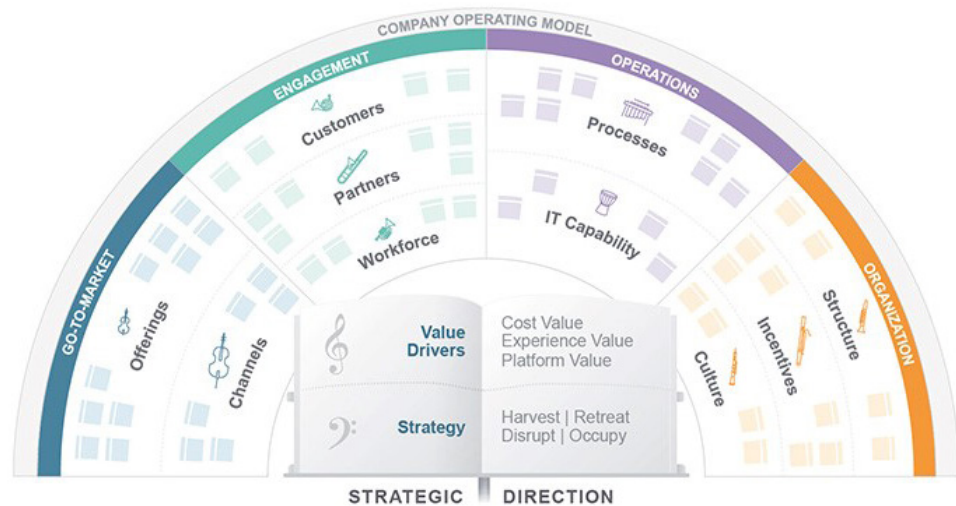 COMPANY OPERATING MODEL
ENGAGEMENT
OPERATIONS
GO-TO-MARKET
ORGANIZATION
Customers
Partners
Workforce
Processes
IT Capability
Offerings
Channels
Structure
Incentives
Culture
Value
Drivers
Cost Value
Experience Value
Platform Value
Strategy
Harvest | Retreat
Disrupt | Occupy
STRATEGIC DIRECTION